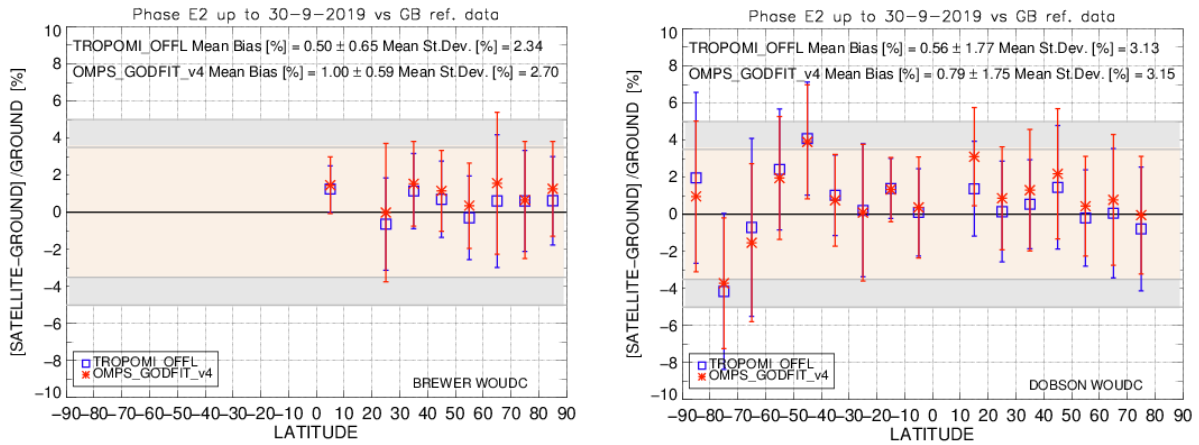 Phase E2 up to 30-9-2019 vs GB ref. data
TROPOMI_OFFL Mean Bias [%] = 0.50 ± 0.65 Mean St.Dev. [%] = 2.34
OMPS_GODFIT_v4 Mean Bias [%] = 1.00 ± 0.59 Mean St.Dev. [%] = 2.70
[SATELLITE-GROUND] /GROUND [%]
10
8
6
4
2
0
-2
-4
-6
-8
-10
TROPOMI_OFFL
OMPS_GODFIT_v4
BREWER WOUDC
-90 -80 -70 -60 -50 -40 -30 -20 -10 0 10 20 30 40 50 60 70 80 90
LATITUDE
Phase E2 up to 30-9-2019 vs GB ref. data
TROPOMI_OFFL Mean Bias [%] = 0.56 ± 1.77 Mean St.Dev. [%] = 3.13
OMPS_GODFIT_v4 Mean Bias [%] = 0.79 ± 1.75 Mean St.Dev. [%] = 3.15
[SATELLITE-GROUND] /GROUND [%]
10
8
6
4
2
0
-2
-4
-6
-8
-10
TROPOMI_OFFL
OMPS_GODFIT_v4
DOBSON WOUDC
-90 -80 -70 -60 -50 -40 -30 -20 -10 0 10 20 30 40 50 60 70 80 90
LATITUDE